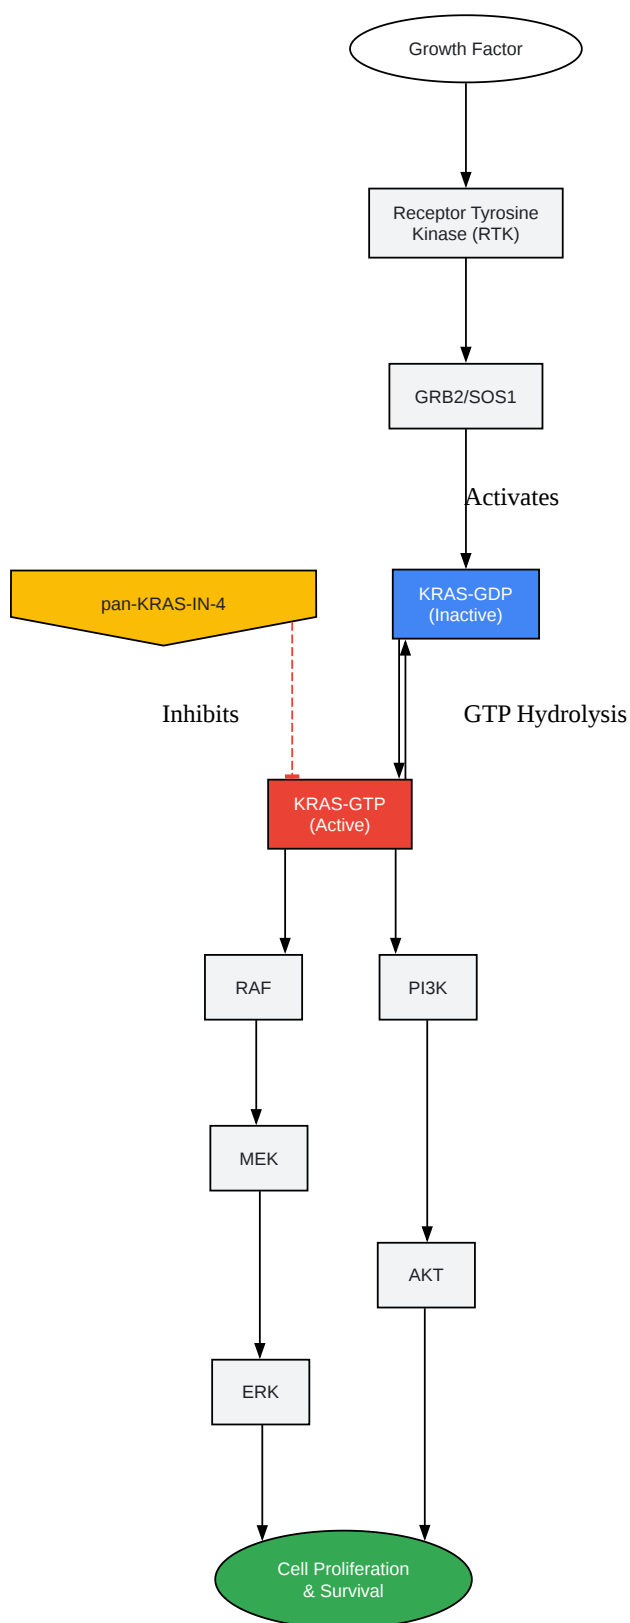 Growth Factor
Receptor Tyrosine
Kinase (RTK)
GRB2/SOS1
Activates
pan-KRAS-IN-4
KRAS-GDP
(Inactive)
Inhibits
GTP Hydrolysis
KRAS-GTP
(Active)
RAF
PI3K
MEK
AKT
ERK
Cell Proliferation
& Survival